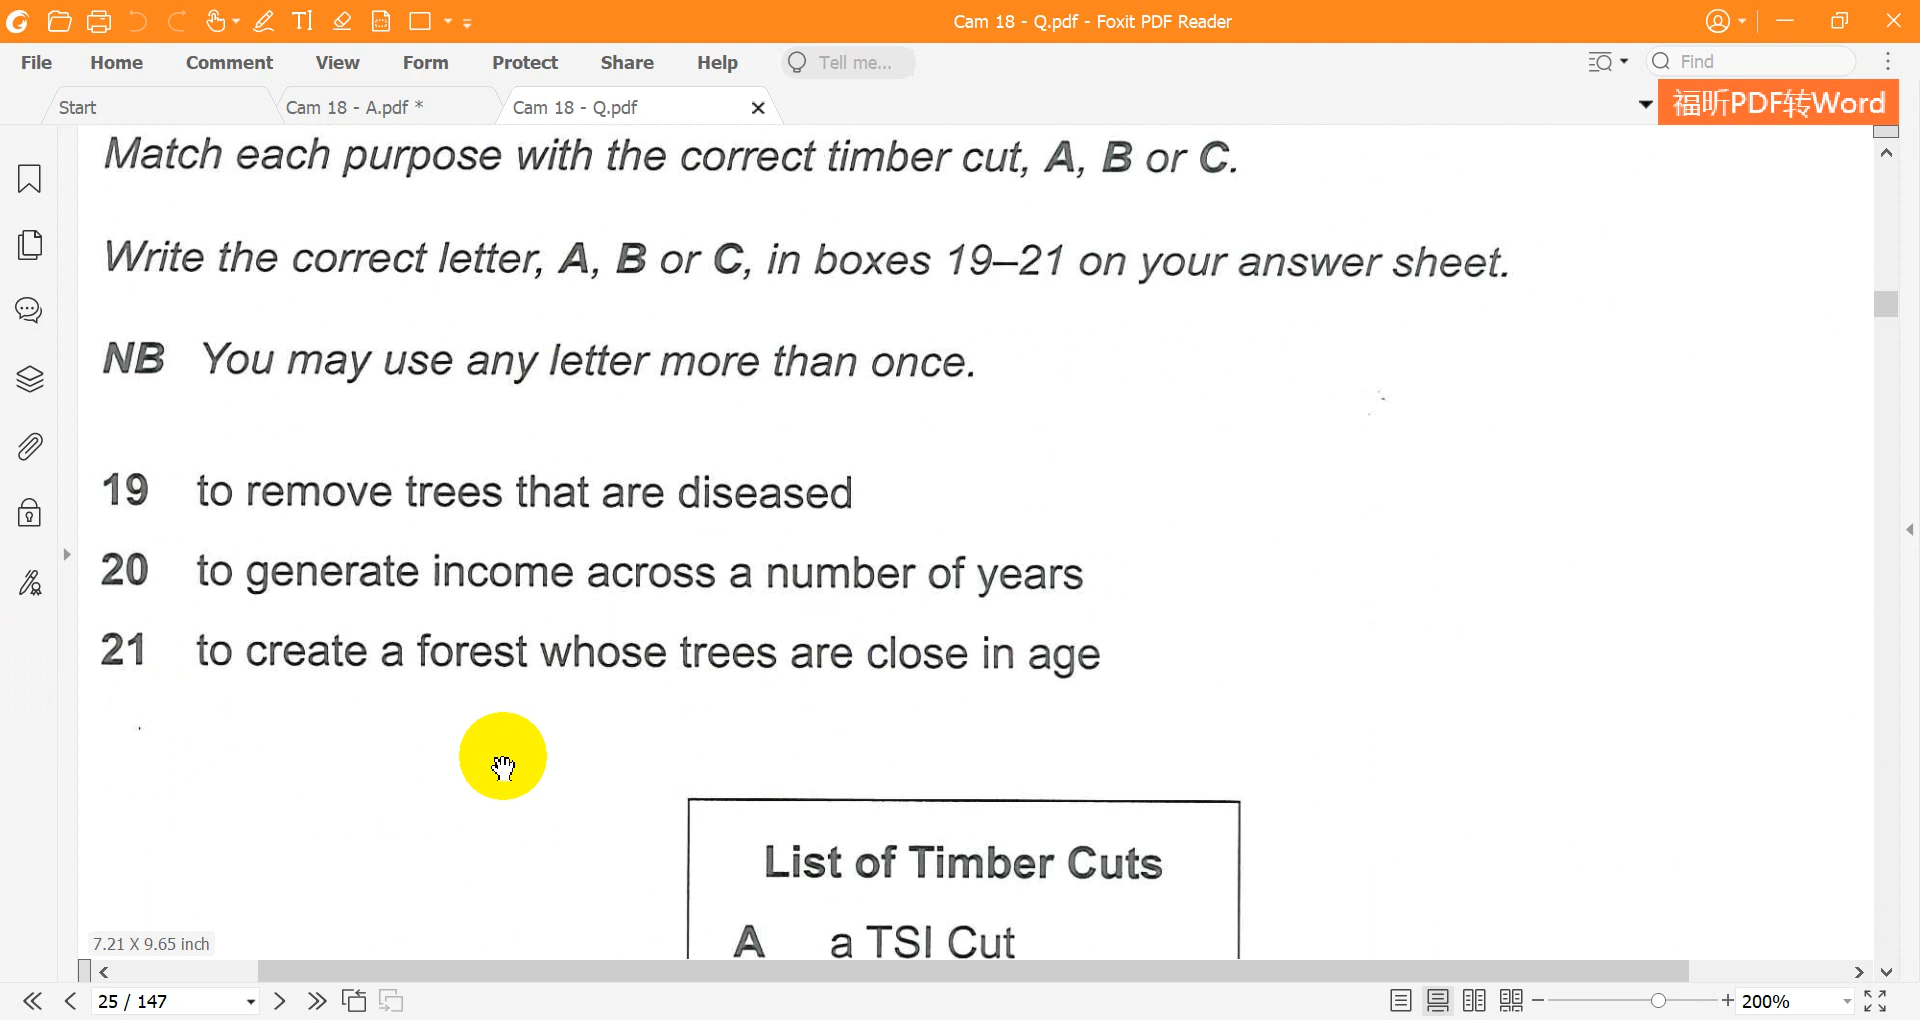 Cam 18 - Q.pdf - Foxit PDF Reader
File Home Comment View Form Protect Share Help Tell me... Find
Start Cam 18 - A.pdf * Cam 18 - Q.pdf 福昕PDF转Word
Match each purpose with the correct timber cut, A, B or C.
Write the correct letter, A, B or C, in boxes 19–21 on your answer sheet.
NB You may use any letter more than once.
19 to remove trees that are diseased
20 to generate income across a number of years
21 to create a forest whose trees are close in age
List of Timber Cuts
A a TSI Cut
7.21 X 9.65 inch
25 / 147 200%